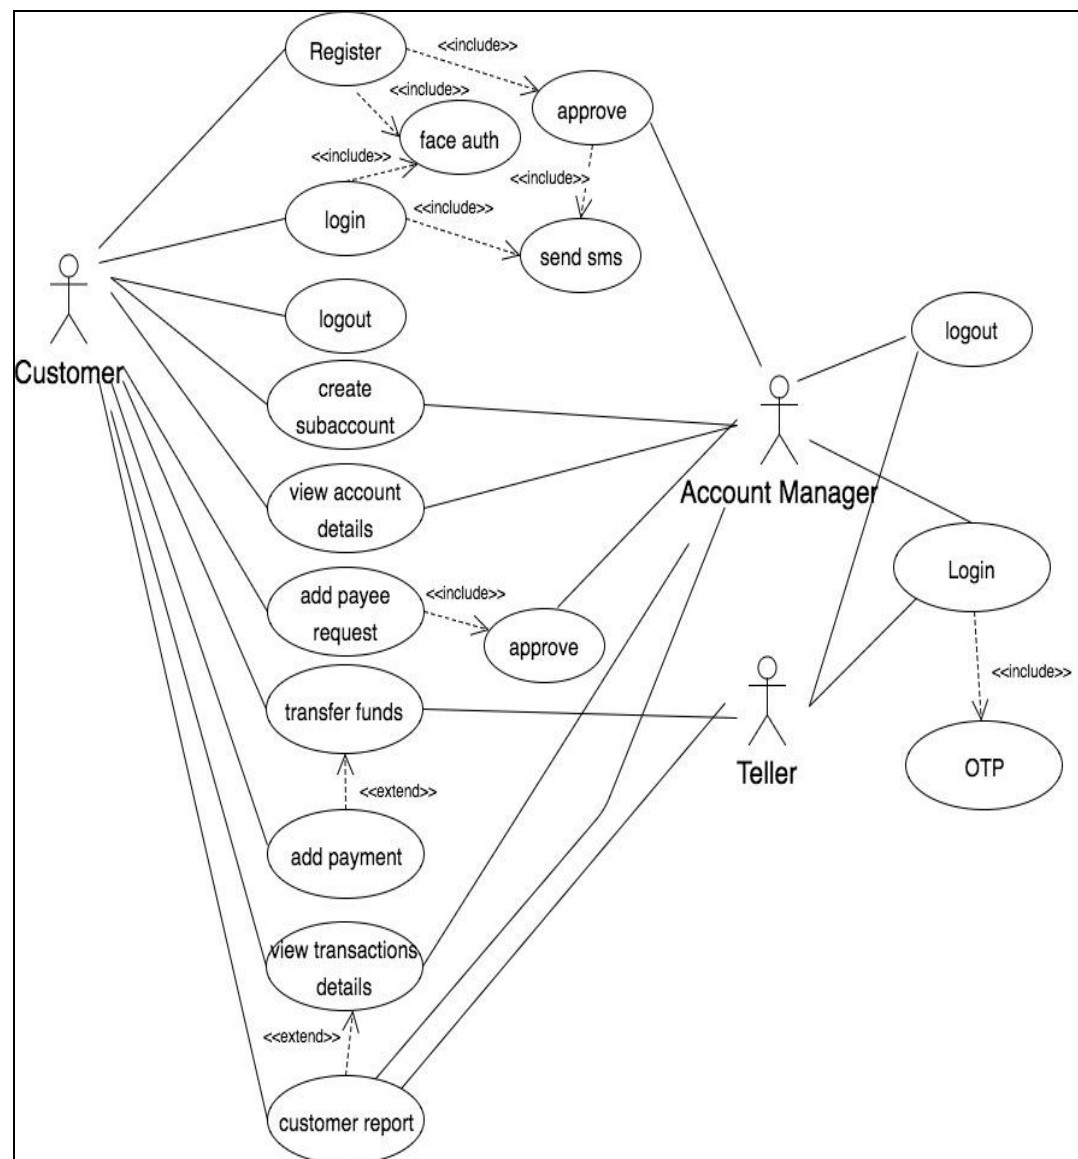 Register
<<include>>
<<include>>
approve
face auth
<<include>>
<<include>>
login
<<include>>
send sms
logout
Customer
create
subaccount
logout
view account
details
Account Manager
add payee
request
<<include>>
approve
Login
transfer funds
<<include>>
Teller
OTP
<<extend>>
add payment
view transactions
details
<<extend>>
customer report